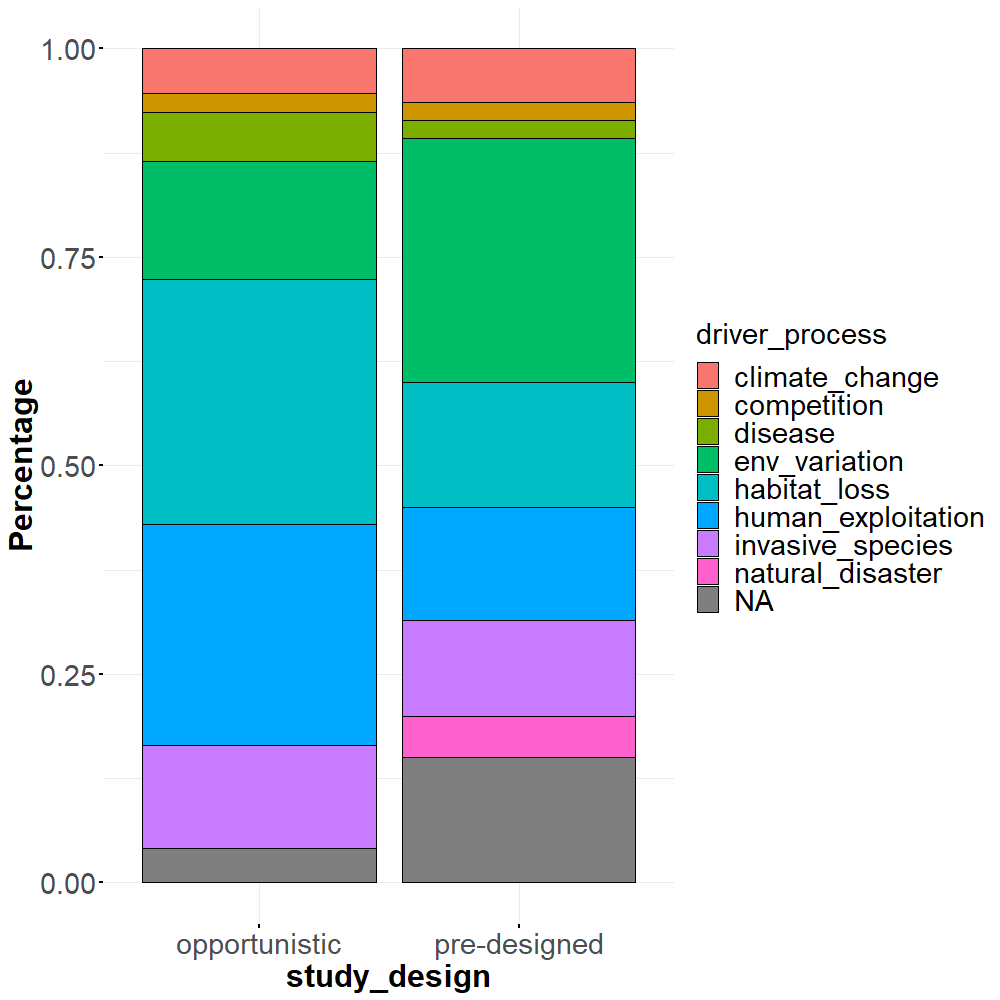 1.00
0.75
0.50
0.25
0.00
Percentage
opportunistic
pre-designed
study_design
driver_process
climate_change
competition
disease
env_variation
habitat_loss
human_exploitation
invasive_species
natural_disaster
NA